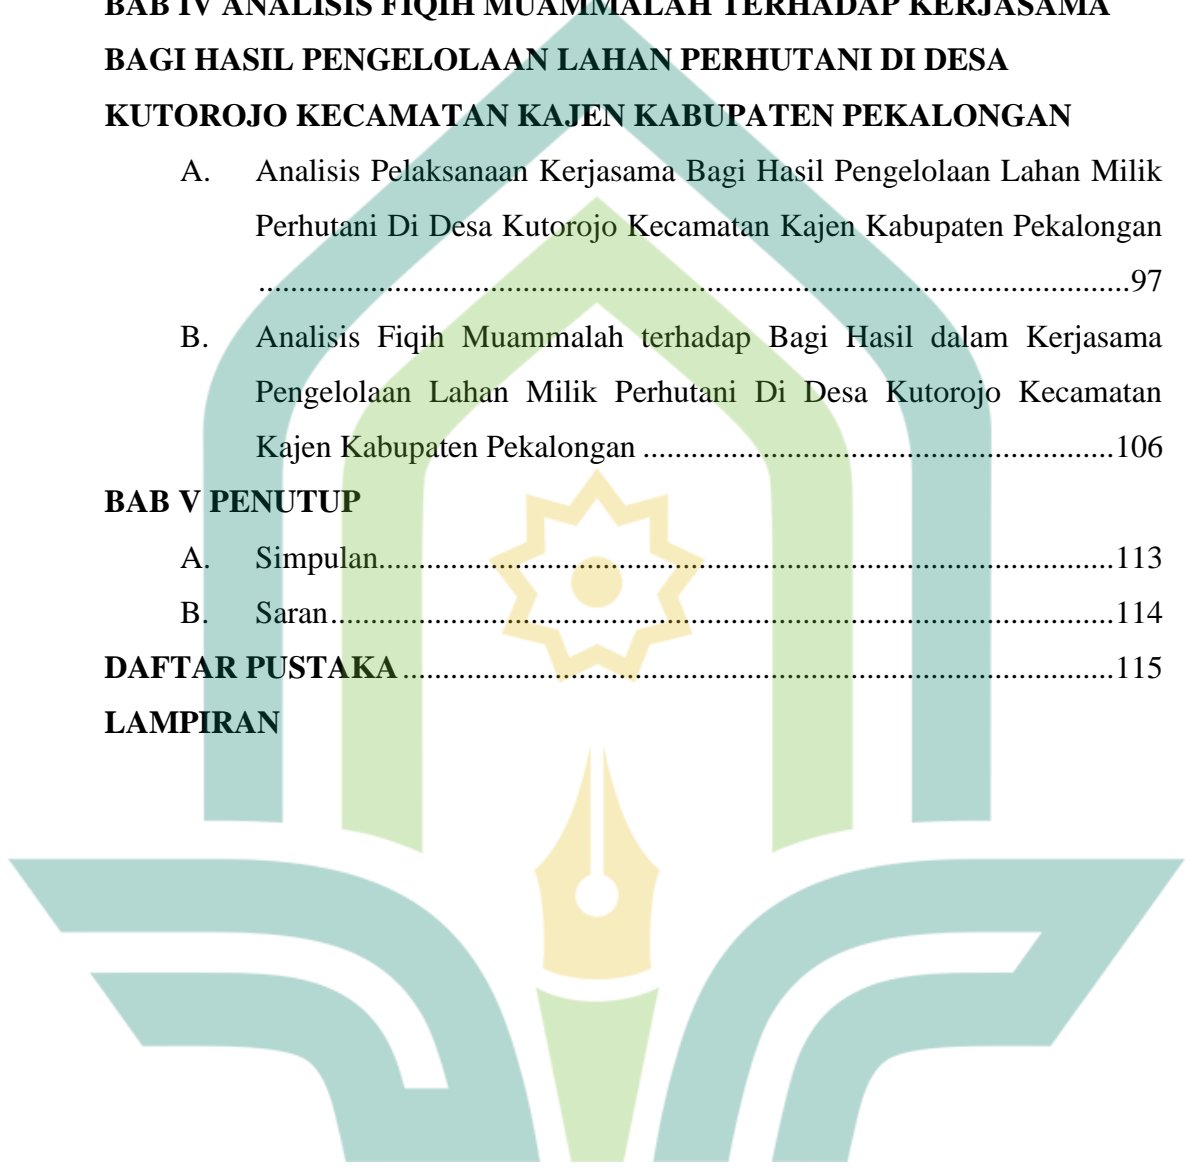 BAB IV ANALISIS FIQIH MUAMMALAH TERHADAP KERJASAMA
BAGI HASIL PENGELOLAAN LAHAN PERHUTANI DI DESA
KUTOROJO KECAMATAN KAJEN KABUPATEN PEKALONGAN
A. Analisis Pelaksanaan Kerjasama Bagi Hasil Pengelolaan Lahan Milik
Perhutani Di Desa Kutorojo Kecamatan Kajen Kabupaten Pekalongan
.............................................................................................................97
B. Analisis Fiqih Muammalah terhadap Bagi Hasil dalam Kerjasama
Pengelolaan Lahan Milik Perhutani Di Desa Kutorojo Kecamatan
Kajen Kabupaten Pekalongan ...........................................................106
BAB V PENUTUP
A. Simpulan............................................................................................113
B. Saran..................................................................................................114
DAFTAR PUSTAKA.........................................................................................115
LAMPIRAN